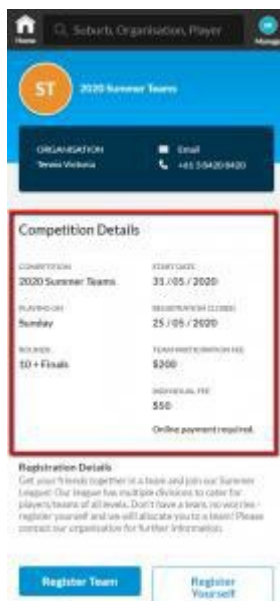 Home
Suburb, Organisation, Player
ST
2020 Summer Teams
ORGANISATION
Tennis Victoria
Email
+61 3 8420 8420
Competition Details
COMPETITION
2020 Summer Teams
START DATE
31 / 05 / 2020
PLAYING ON
Sunday
REGISTRATION CLOSES
25 / 05 / 2020
ROUNDS
10 + Finals
TEAM PARTICIPATION FEE
$200
INDIVIDUAL FEE
$50
Online payment required.
Registration Details
Get your friends together in a team and join our Summer
League! Our league has multiple divisions to cater for
players/teams of all levels. Don't have a team, no worries -
register yourself and we will allocate you to a team! Please
contact our organisation for further information.
Register Team
Register
Yourself